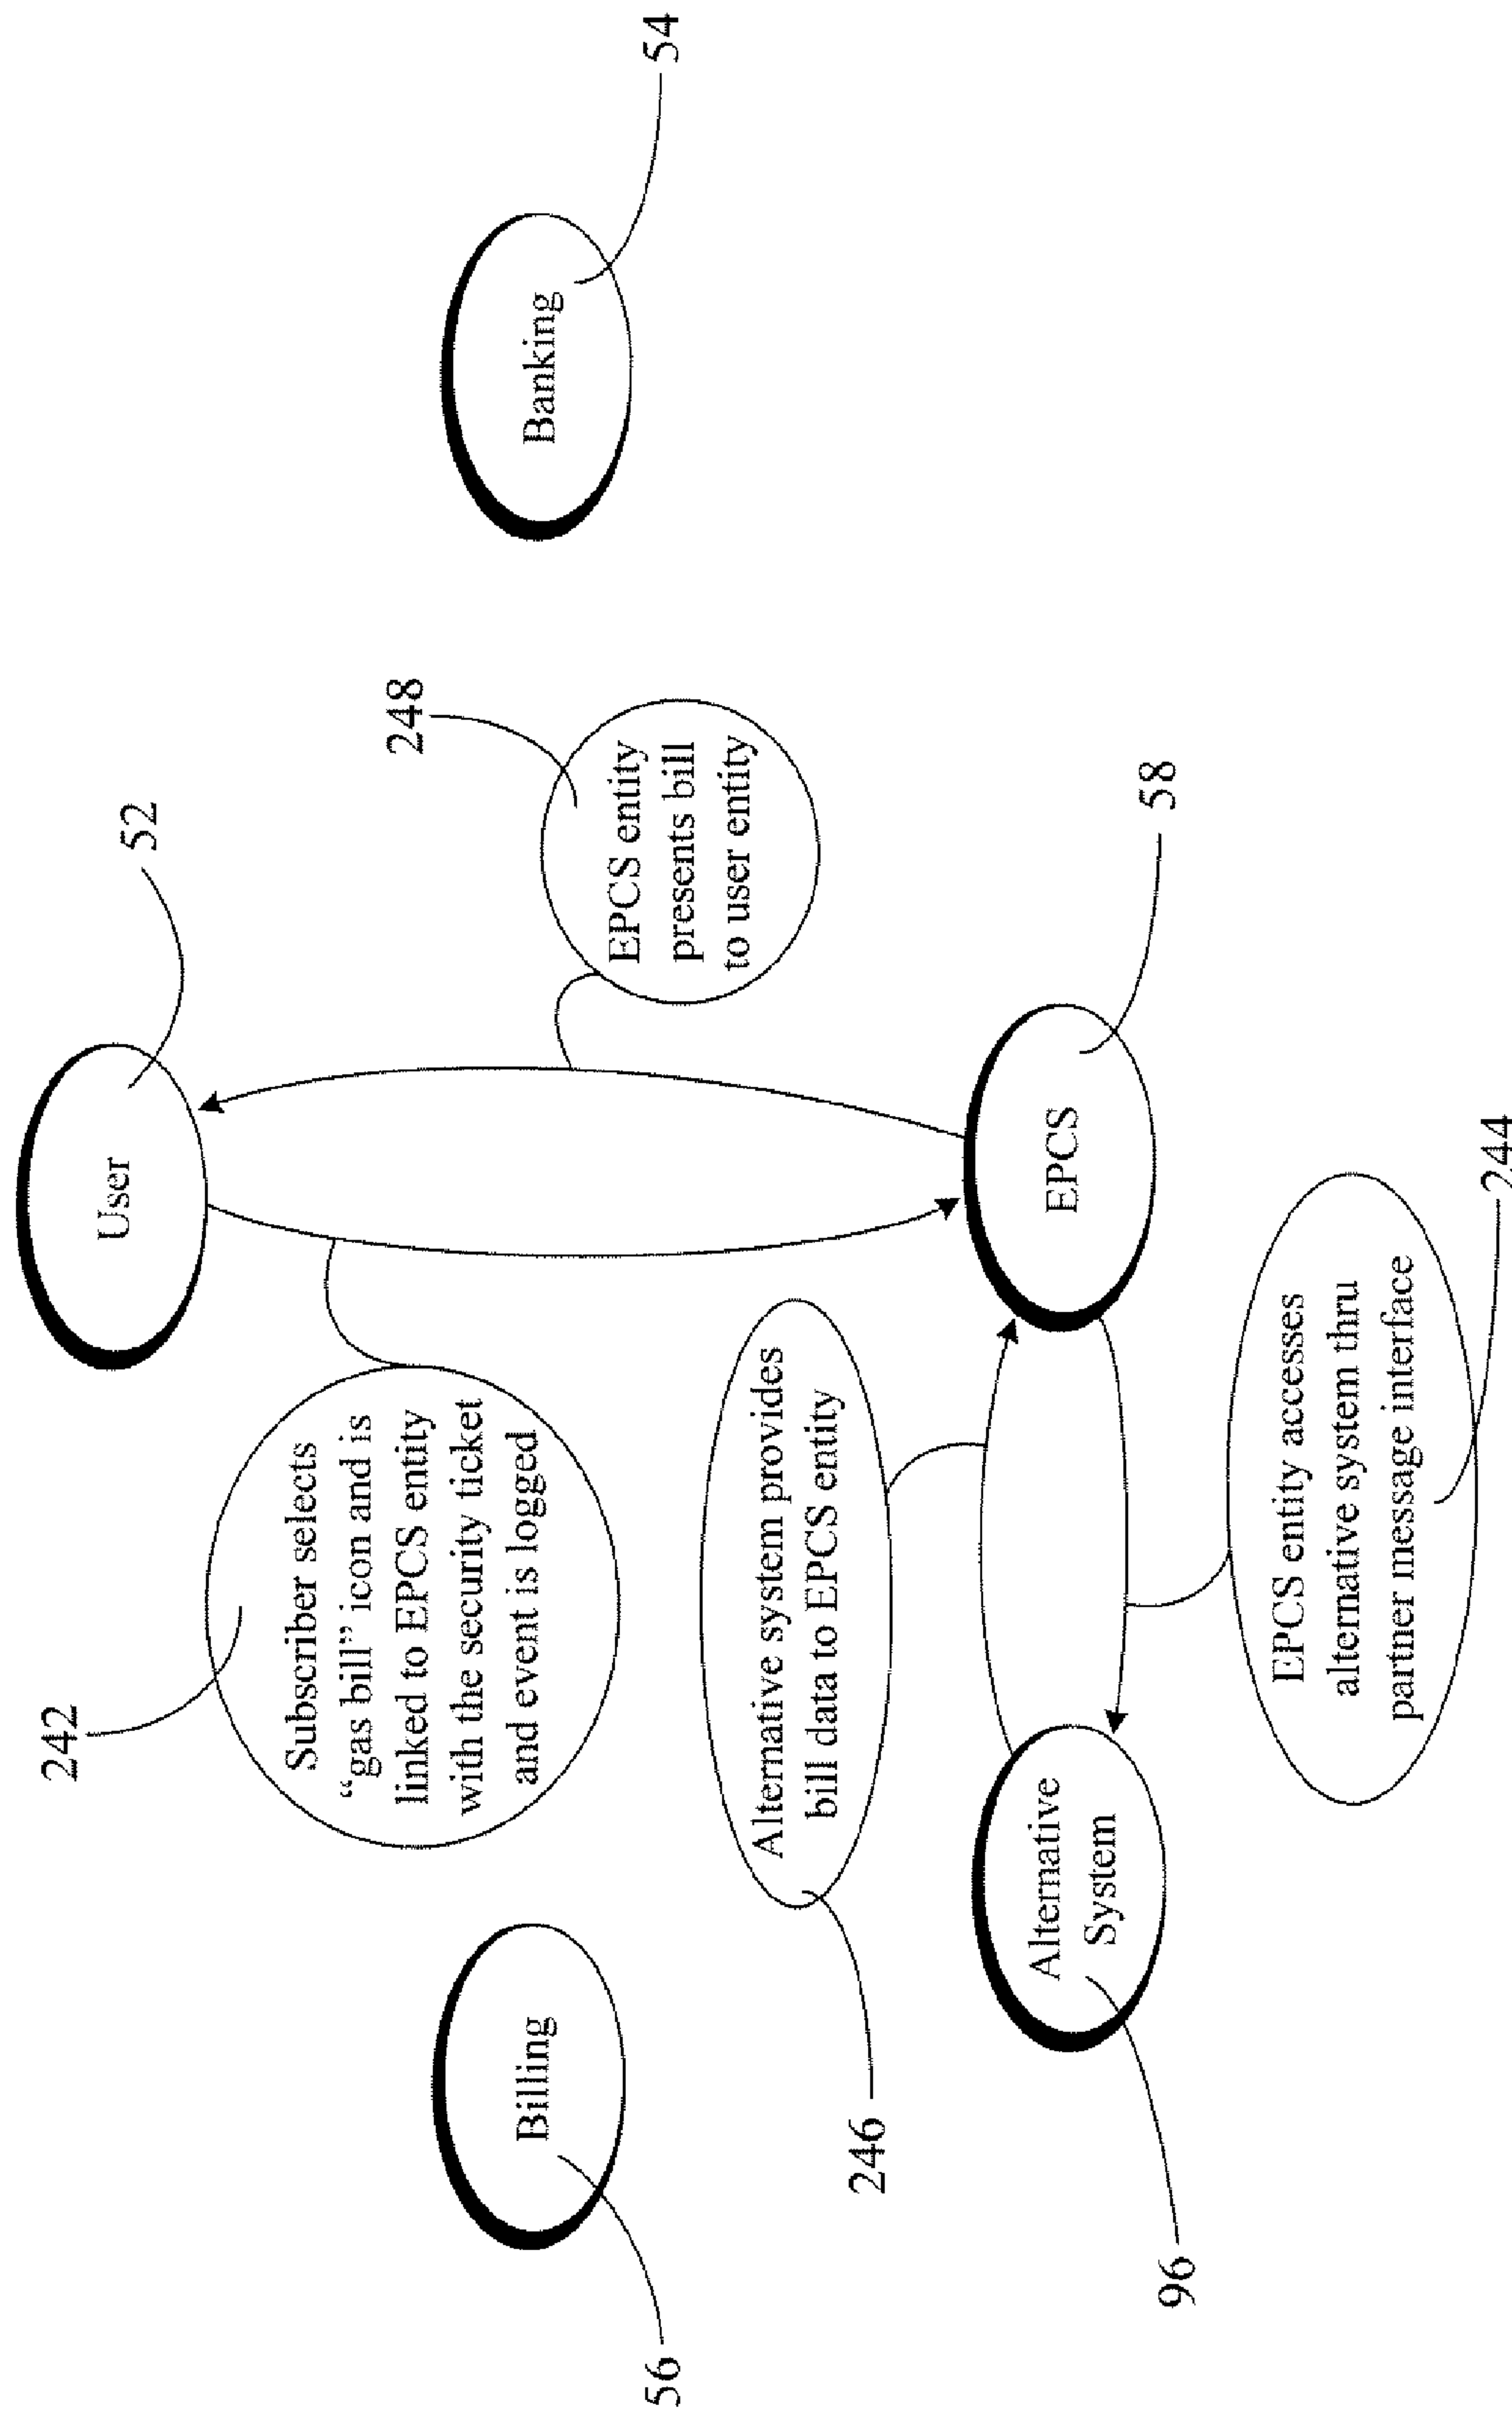 52
User
242
Subscriber selects
“gas bill” icon and is
linked to EPCS entity
with the security ticket
and event is logged
248
EPCS entity
presents bill
to user entity
54
Banking
Billing
56
Alternative system provides
bill data to EPCS entity
246
EPCS
58
Alternative
System
96
EPCS entity accesses
alternative system thru
partner message interface
244